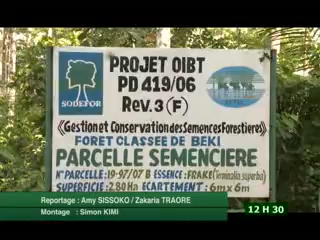 PROJET OIBT
PD 419/06
Rev.3 (F)
SODEFOR
«Gestion et Conservation des Semences Forestieres»
FORÊT CLASSEE DE BEKI
PARCELLE SEMENCIERE
N° PARCELLE: 19-97/07 B ESSENCE: FRAKE (Terminalia superba)
SUPERFICIE: 2.80 Ha ECARTEMENT: 6m x 6m
Reportage : Amy SISSOKO / Zakaria TRAORE
Montage : Simon KIMI
12 H 30